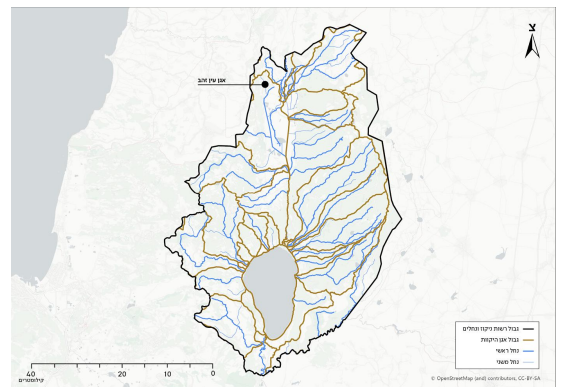 צ
אגן עין זהב
גבול רשות ניקוז ונחלים
גבול אגן היקוות
נחל ראשי
נחל משני
40 20 10 0
קילומטרים
© OpenStreetMap (and) contributors, CC-BY-SA